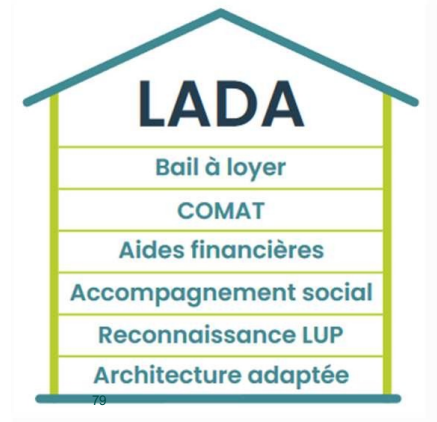 LADA
Bail à loyer
COMAT
Aides financières
Accompagnement social
Reconnaissance LUP
Architecture adaptée
79